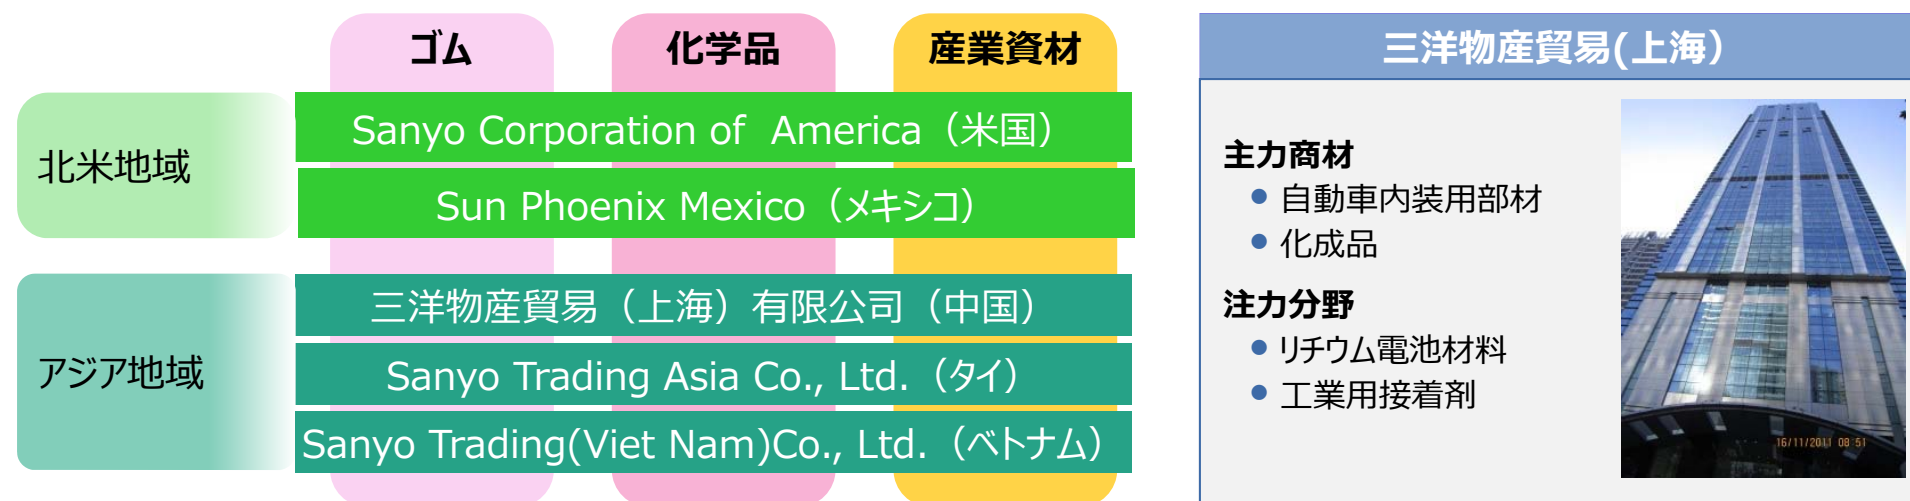 ゴム
化学品
産業資材
北米地域
Sanyo Corporation of America（米国）
Sun Phoenix Mexico（メキシコ）
アジア地域
三洋物産貿易（上海）有限公司（中国）
Sanyo Trading Asia Co., Ltd.（タイ）
Sanyo Trading(Viet Nam)Co., Ltd.（ベトナム）
三洋物産貿易(上海）
主力商材
● 自動車内装用部材
● 化成品
注力分野
● リチウム電池材料
● 工業用接着剤
16/11/2011 08 51